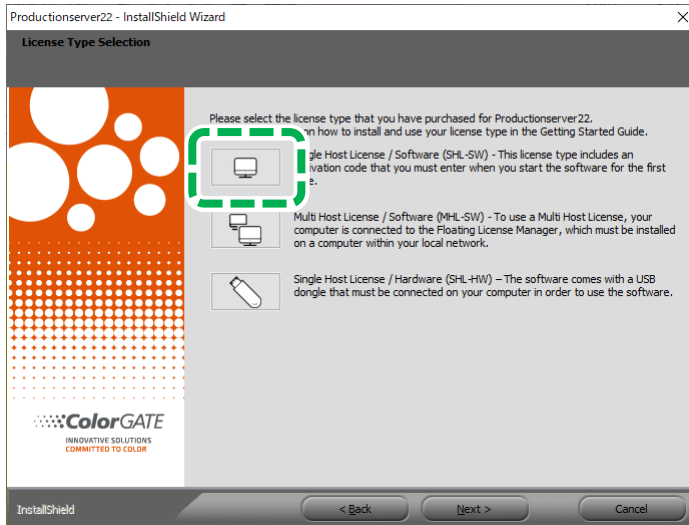 Productionserver22 - InstallShield Wizard
License Type Selection
Please select the license type that you have purchased for Productionserver22.
on how to install and use your license type in the Getting Started Guide.
gle Host License / Software (SHL-SW) - This license type includes an
ivation code that you must enter when you start the software for the first
e.
Multi Host License / Software (MHL-SW) - To use a Multi Host License, your
computer is connected to the Floating License Manager, which must be installed
on a computer within your local network.
Single Host License / Hardware (SHL-HW) – The software comes with a USB
dongle that must be connected on your computer in order to use the software.
ColorGATE
INNOVATIVE SOLUTIONS
COMMITTED TO COLOR
InstallShield
< Back
Next >
Cancel